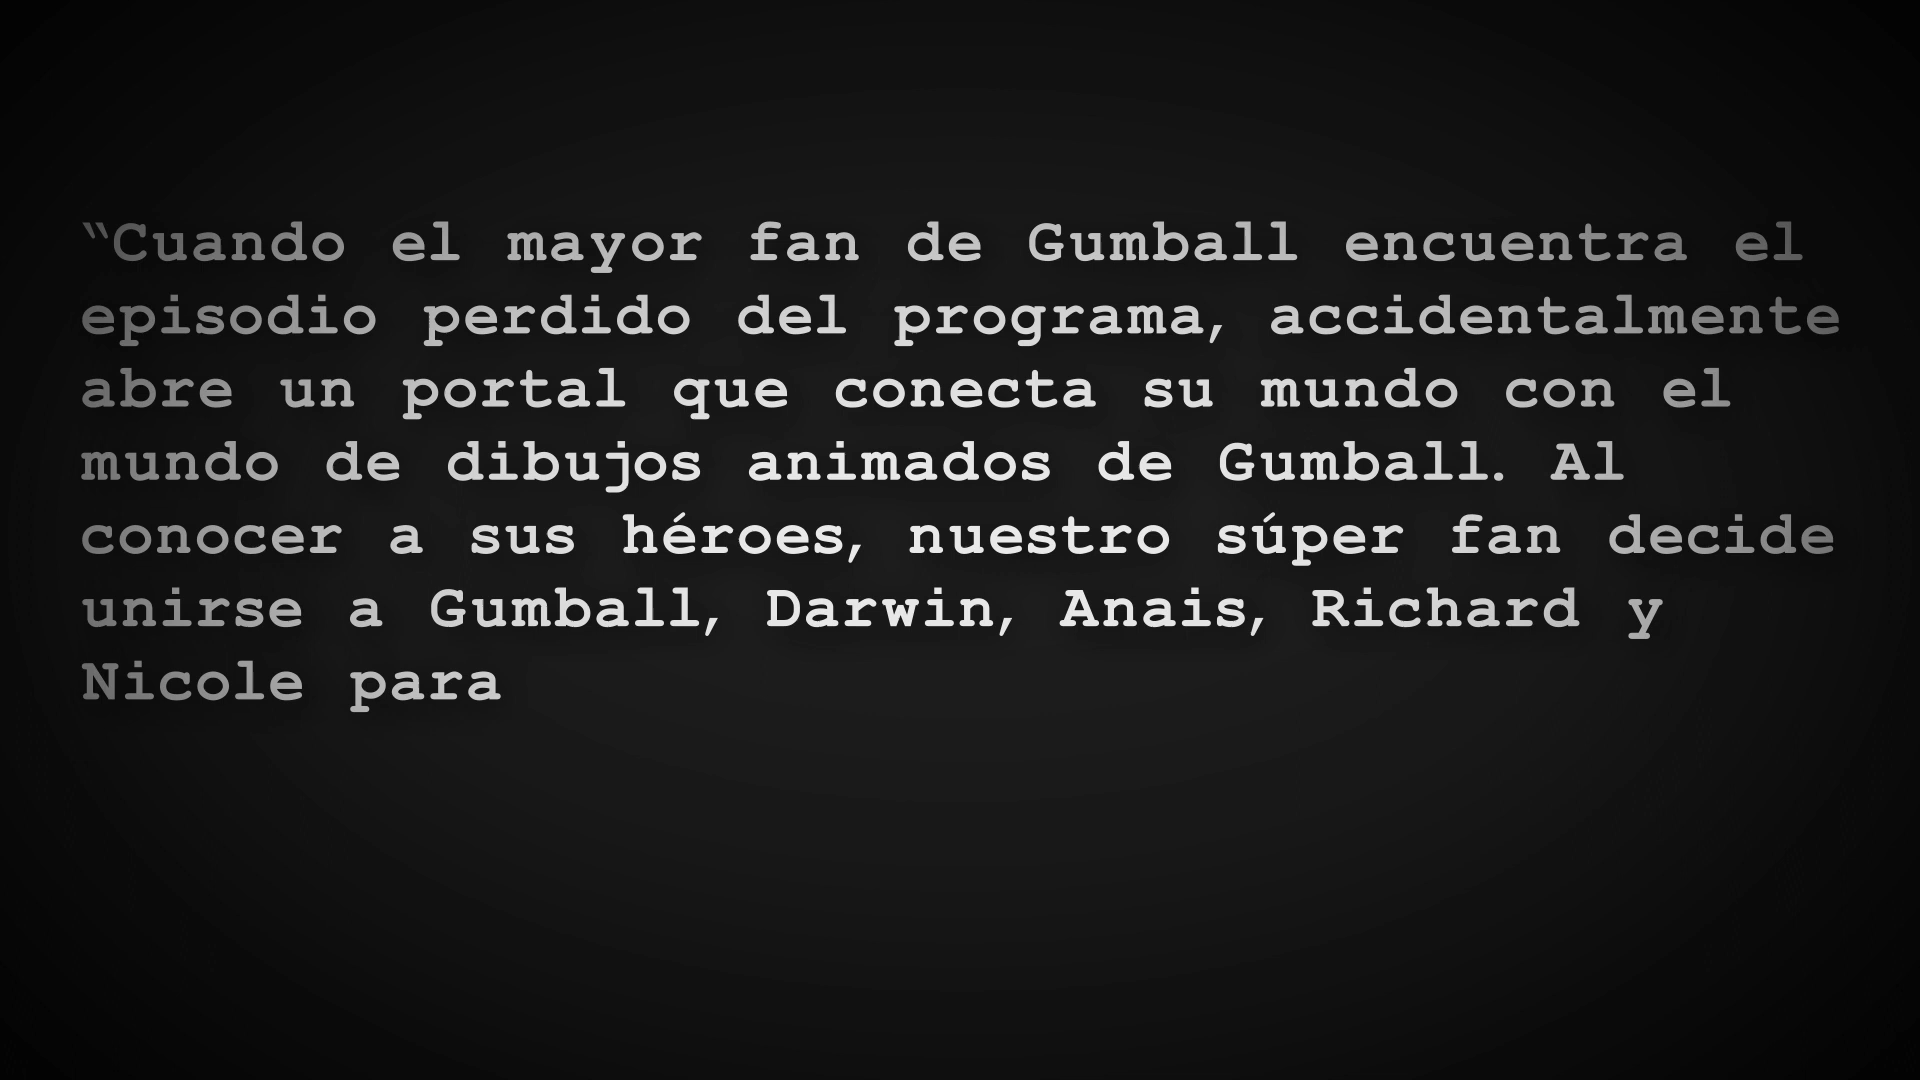 “Cuando el mayor fan de Gumball encuentra el
episodio perdido del programa, accidentalmente
abre un portal que conecta su mundo con el
mundo de dibujos animados de Gumball. Al
conocer a sus héroes, nuestro súper fan decide
unirse a Gumball, Darwin, Anais, Richard y
Nicole para